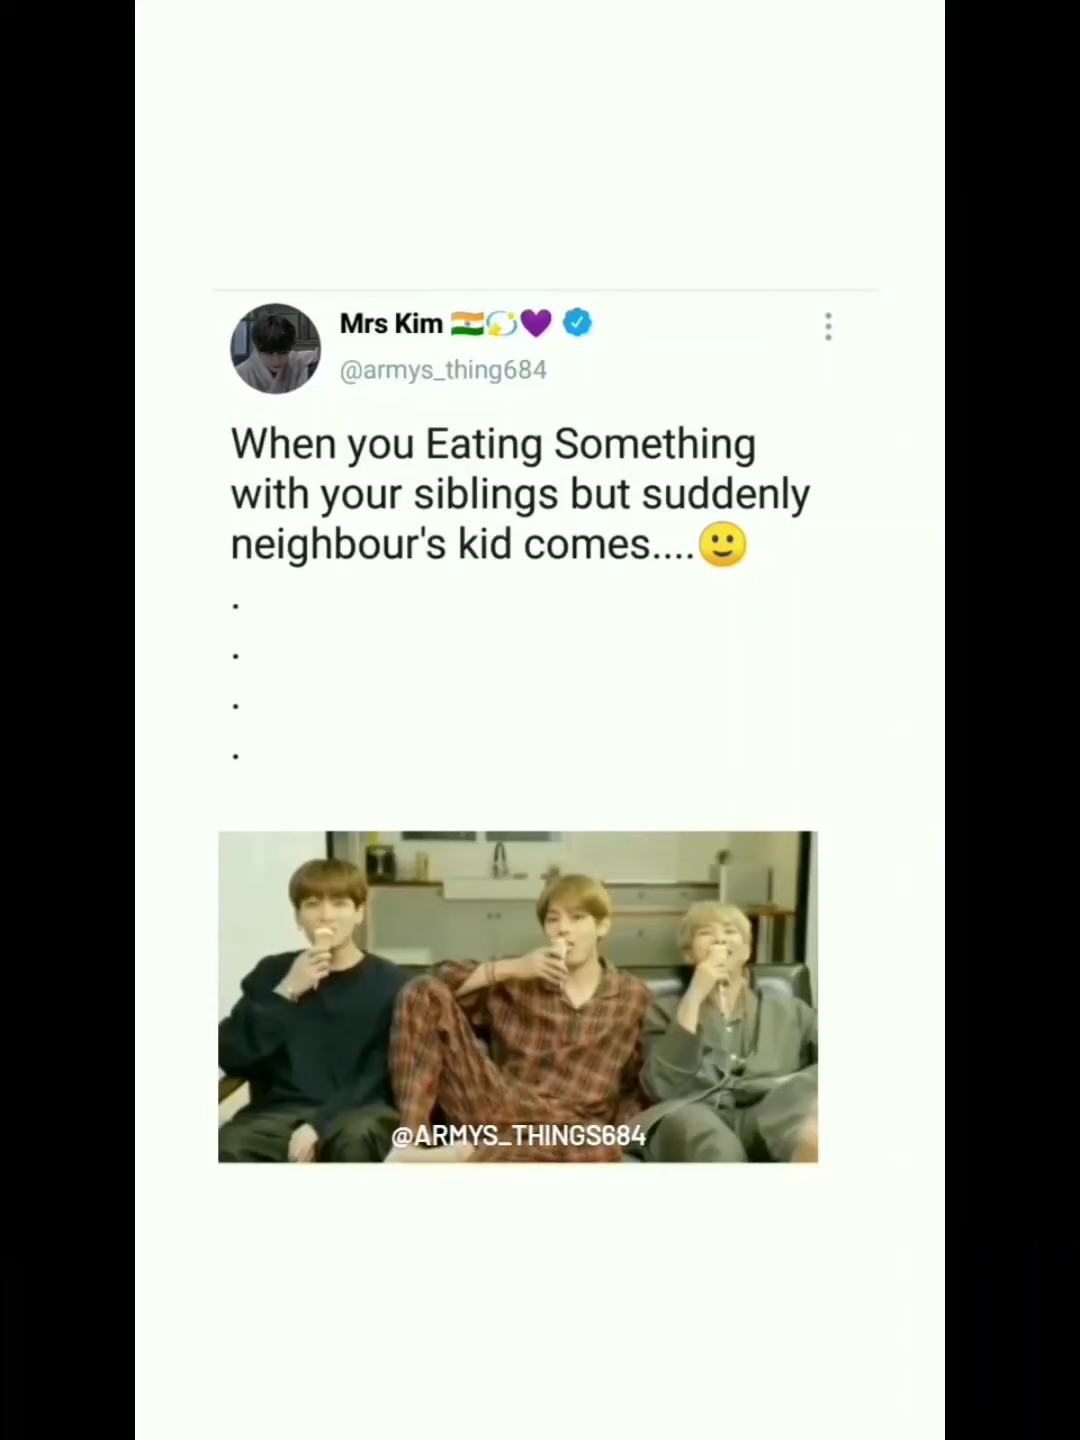 Mrs Kim 🇮🇳💫💜
@armys_thing684
When you Eating Something
with your siblings but suddenly
neighbour's kid comes....🙂
.
.
.
.
@ARMYS_THINGS684